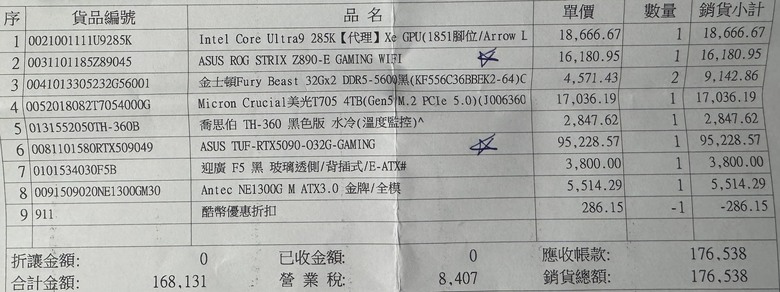 序 貨品編號 品名 單價 數量 銷貨小計
1 0021001111U9285K Intel Core Ultra9 285K【代理】Xe GPU(1851腳位/Arrow L 18,666.67 1 18,666.67
2 0031101185Z89045 ASUS ROG STRIX Z890-E GAMING WIFI 16,180.95 1 16,180.95
3 0041013305232G56001 金士頓Fury Beast 32Gx2 DDR5-5600黑(KF556C36BBEK2-64)C 4,571.43 2 9,142.86
4 0052018082T7054000G Micron Crucial美光T705 4TB(Gen5 M.2 PCIe 5.0)(J006360 17,036.19 1 17,036.19
5 0131552050TH-360B 喬思伯 TH-360 黑色版 水冷(溫度監控)^ 2,847.62 1 2,847.62
6 0081101580RTX509049 ASUS TUF-RTX5090-O32G-GAMING 95,228.57 1 95,228.57
7 0101534030F5B 迎廣 F5 黑 玻璃透側/背插式/E-ATX# 3,800.00 1 3,800.00
8 0091509020NE1300GM30 Antec NE1300G M ATX3.0 金牌/全模 5,514.29 1 5,514.29
9 911 酷幣優惠折扣 286.15 -1 -286.15
折讓金額: 0 已收金額: 0 應收帳款: 176,538
合計金額: 168,131 營業稅: 8,407 銷貨總額: 176,538